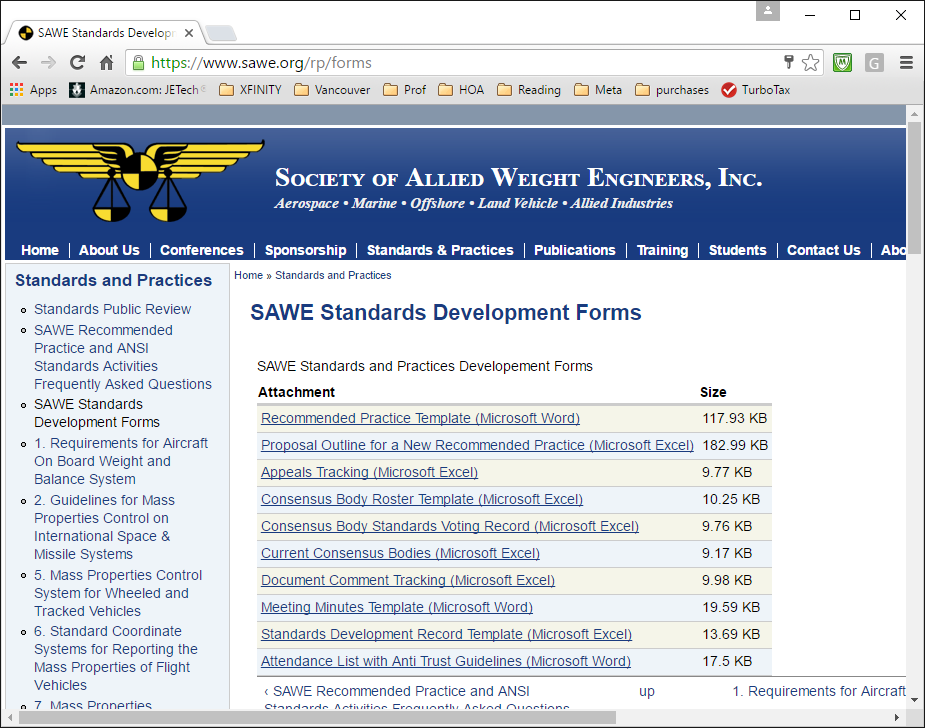 SAWE Standards Develop
https://www.sawe.org/rp/forms
G
Apps Amazon.com: JETech XFINITY Vancouver Prof HOA Reading Meta purchases TurboTax
Society of Allied Weight Engineers, Inc.
Aerospace • Marine • Offshore • Land Vehicle • Allied Industries
Home About Us Conferences Sponsorship Standards & Practices Publications Training Students Contact Us Abo
Standards and Practices
Standards Public Review
SAWE Recommended
Practice and ANSI
Standards Activities
Frequently Asked Questions
SAWE Standards
Development Forms
1. Requirements for Aircraft
On Board Weight and
Balance System
2. Guidelines for Mass
Properties Control on
International Space &
Missile Systems
5. Mass Properties Control
System for Wheeled and
Tracked Vehicles
6. Standard Coordinate
Systems for Reporting the
Mass Properties of Flight
Vehicles
7. Mass Properties
Home » Standards and Practices
SAWE Standards Development Forms
SAWE Standards and Practices Developement Forms
Attachment Size
Recommended Practice Template (Microsoft Word) 117.93 KB
Proposal Outline for a New Recommended Practice (Microsoft Excel) 182.99 KB
Appeals Tracking (Microsoft Excel) 9.77 KB
Consensus Body Roster Template (Microsoft Excel) 10.25 KB
Consensus Body Standards Voting Record (Microsoft Excel) 9.76 KB
Current Consensus Bodies (Microsoft Excel) 9.17 KB
Document Comment Tracking (Microsoft Excel) 9.98 KB
Meeting Minutes Template (Microsoft Word) 19.59 KB
Standards Development Record Template (Microsoft Excel) 13.69 KB
Attendance List with Anti Trust Guidelines (Microsoft Word) 17.5 KB
‹ SAWE Recommended Practice and ANSI up 1. Requirements for Aircraft
Standards Activities Frequently Asked Questions